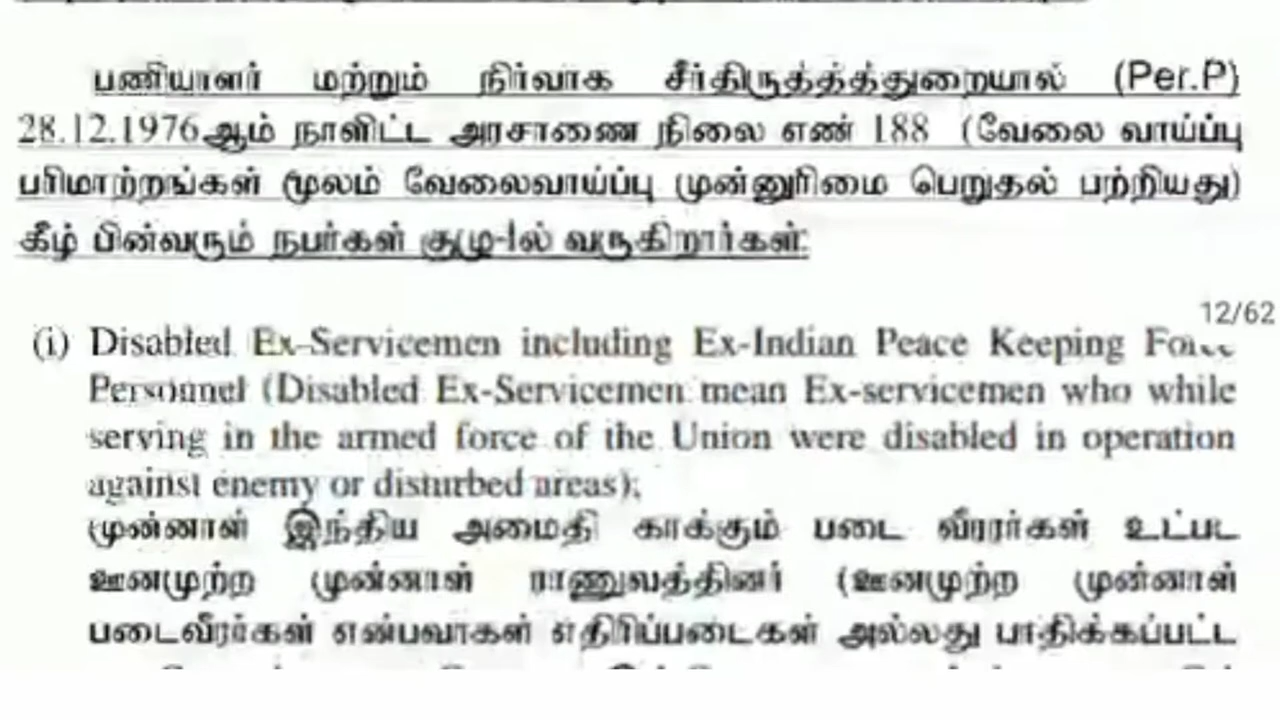 பணியாளர் மற்றும் நிர்வாக சீர்திருத்த்த்துறையால் (Per.P)
28.12.1976ஆம் நாளிட்ட அரசாணை நிலை எண் 188 (வேலை வாய்ப்பு
பரிமாற்றங்கள் மூலம் வேலைவாய்ப்பு முன்னுரிமை பெறுதல் பற்றியது)
கீழ் பின்வரும் நபர்கள் குழு-Iல் வருகிறார்கள்:
12/62
(i) Disabled Ex-Servicemen including Ex-Indian Peace Keeping Force
Personnel (Disabled Ex-Servicemen mean Ex-servicemen who while
serving in the armed force of the Union were disabled in operation
against enemy or disturbed areas);
முன்னாள் இந்திய அமைதி காக்கும் படை வீரர்கள் உட்பட
ஊனமுற்ற முன்னாள் ராணுவத்தினர் (ஊனமுற்ற முன்னாள்
படைவீரர்கள் என்பவர்கள் எதிரிப்படைகள் அல்லது பாதிக்கப்பட்ட